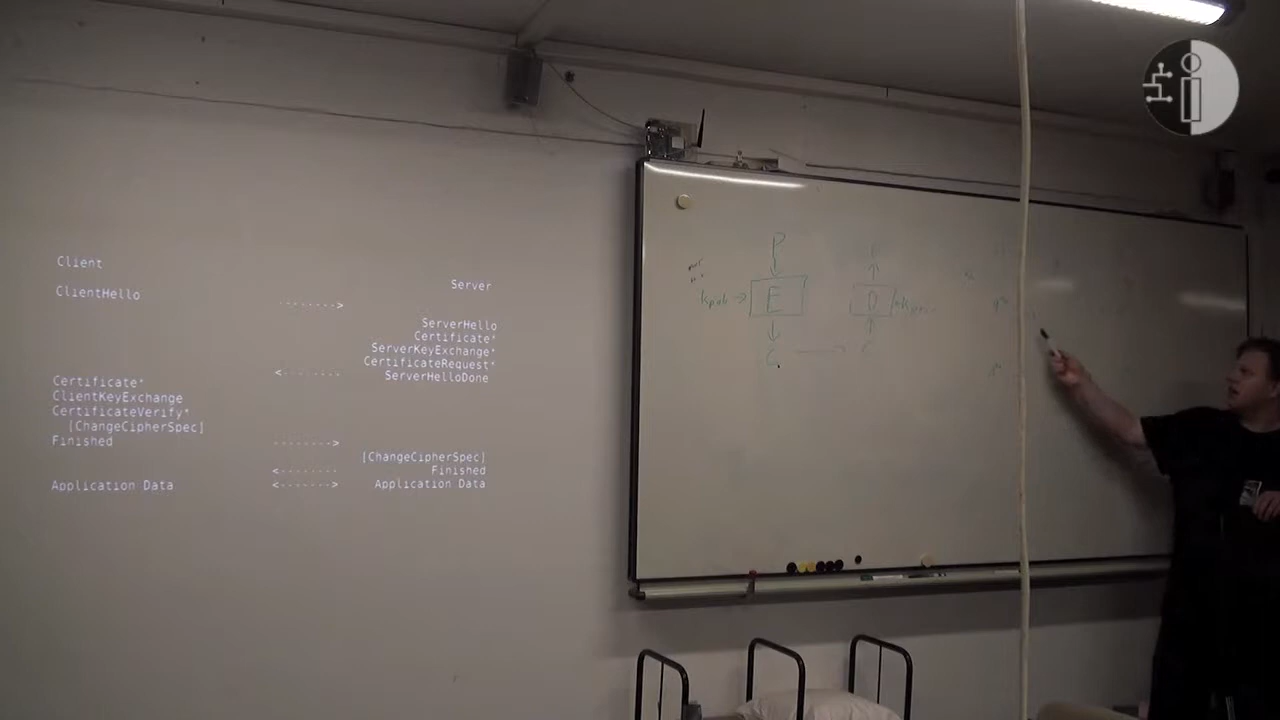 Client
Server
ClientHello ------->
ServerHello
Certificate*
ServerKeyExchange*
CertificateRequest*
<------- ServerHelloDone
Certificate*
ClientKeyExchange
CertificateVerify*
[ChangeCipherSpec]
Finished ------->
[ChangeCipherSpec]
<------- Finished
Application Data <-------> Application Data
P
E
D
C